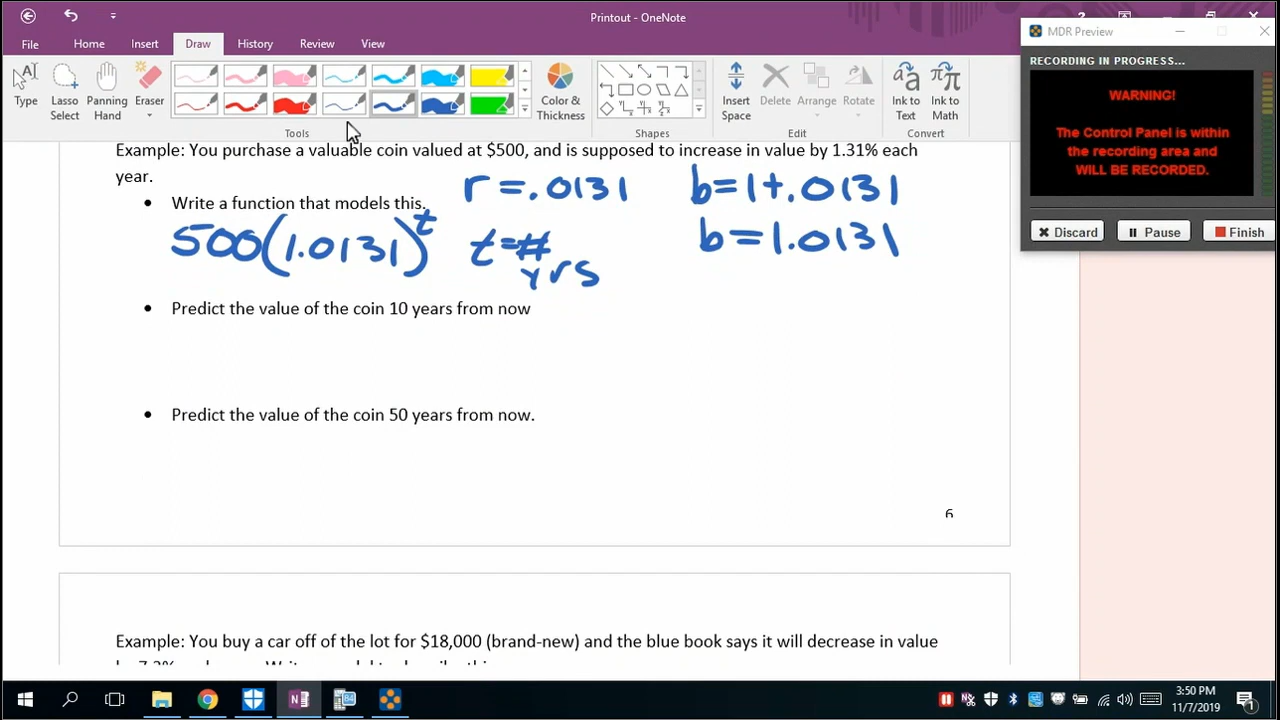 Printout - OneNote
?
File Home Insert Draw History Review View
Type
Lasso Select
Panning Hand
Eraser
Color & Thickness
Insert Space
Delete
Arrange
Rotate
Ink to Text
Ink to Math
Tools
Shapes
Edit
Convert
MDR Preview
RECORDING IN PROGRESS...
WARNING!
The Control Panel is within
the recording area and
WILL BE RECORDED.
Discard Pause Finish
Example: You purchase a valuable coin valued at $500, and is supposed to increase in value by 1.31% each
year.
r = .0131 b=1+.0131
• Write a function that models this.
500(1.0131)^t t=# yrs b=1.0131
• Predict the value of the coin 10 years from now
• Predict the value of the coin 50 years from now.
6
Example: You buy a car off of the lot for $18,000 (brand-new) and the blue book says it will decrease in value
3:50 PM
11/7/2019